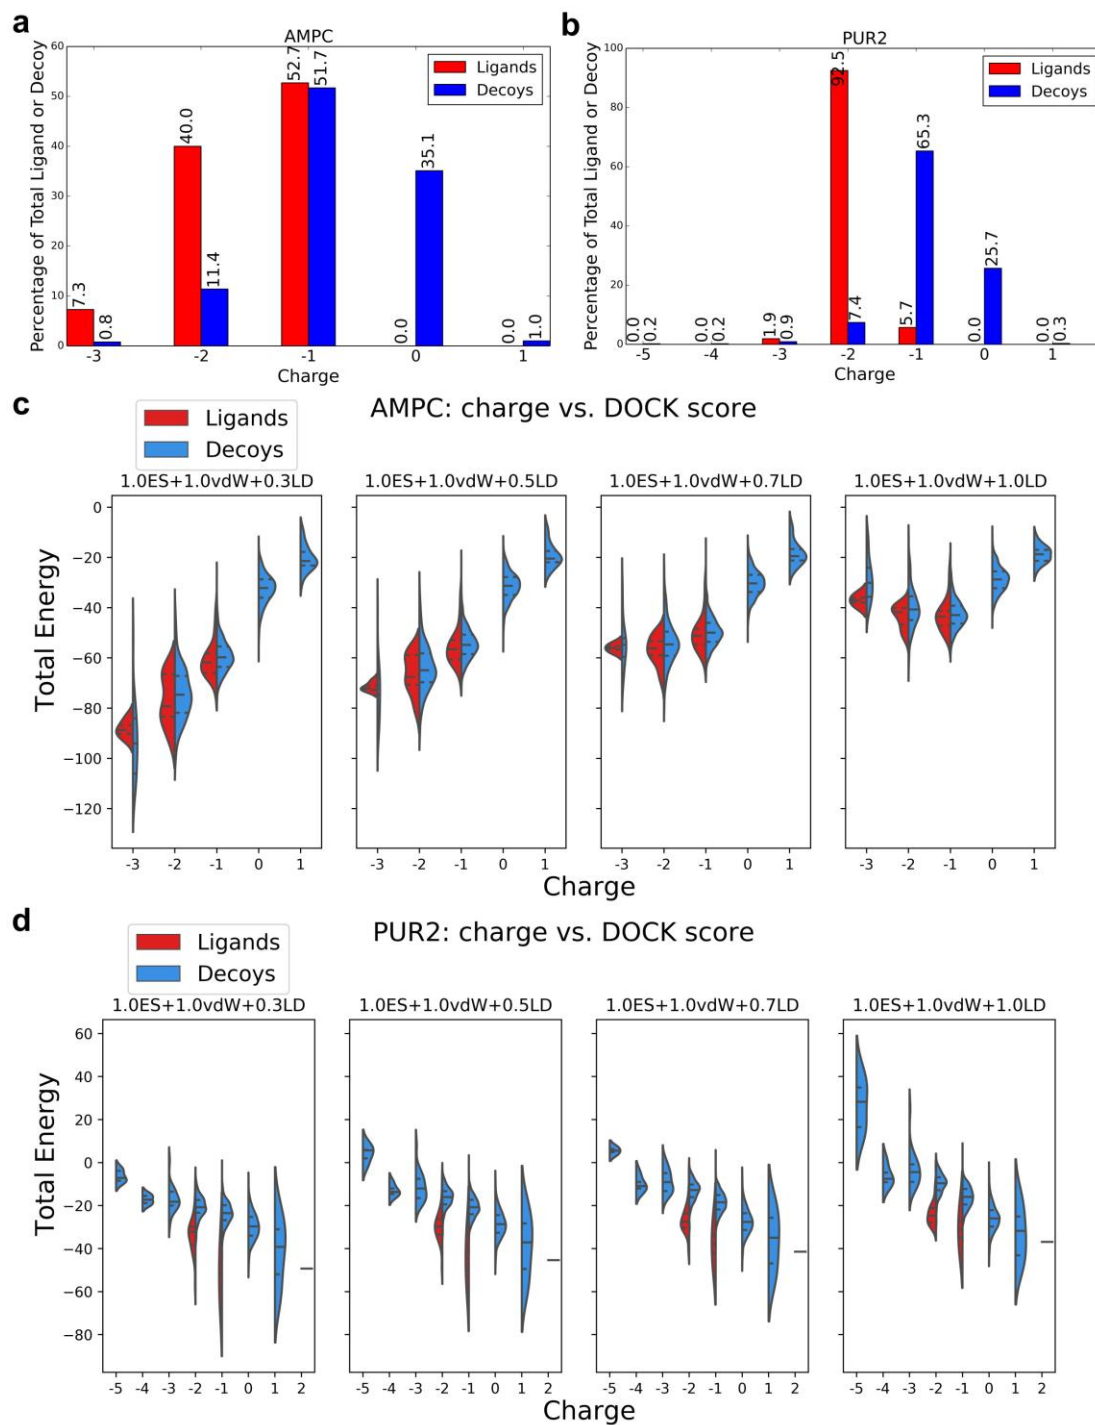 a
AMPC
Percentage of Total Ligand or Decoy
60
50
40
30
20
10
0
Ligands
Decoys
7.3
0.8
40.0
11.4
52.7
51.7
0.0
35.1
0.0
1.0
-3 -2 -1 0 1
Charge
b
PUR2
Percentage of Total Ligand or Decoy
100
80
60
40
20
0
Ligands
Decoys
0.0
0.2
0.0
0.2
1.9
0.9
92.5
7.4
5.7
65.3
0.0
25.7
0.0
0.3
-5 -4 -3 -2 -1 0 1
Charge
c
Ligands
Decoys
AMPC: charge vs. DOCK score
1.0ES+1.0vdW+0.3LD 1.0ES+1.0vdW+0.5LD 1.0ES+1.0vdW+0.7LD 1.0ES+1.0vdW+1.0LD
Total Energy
0
−20
−40
−60
−80
−100
−120
-3 -2 -1 0 1 -3 -2 -1 0 1 -3 -2 -1 0 1 -3 -2 -1 0 1
Charge
d
Ligands
Decoys
PUR2: charge vs. DOCK score
1.0ES+1.0vdW+0.3LD 1.0ES+1.0vdW+0.5LD 1.0ES+1.0vdW+0.7LD 1.0ES+1.0vdW+1.0LD
Total Energy
60
40
20
0
−20
−40
−60
−80
-5 -4 -3 -2 -1 0 1 2 -5 -4 -3 -2 -1 0 1 2 -5 -4 -3 -2 -1 0 1 2 -5 -4 -3 -2 -1 0 1 2
Charge